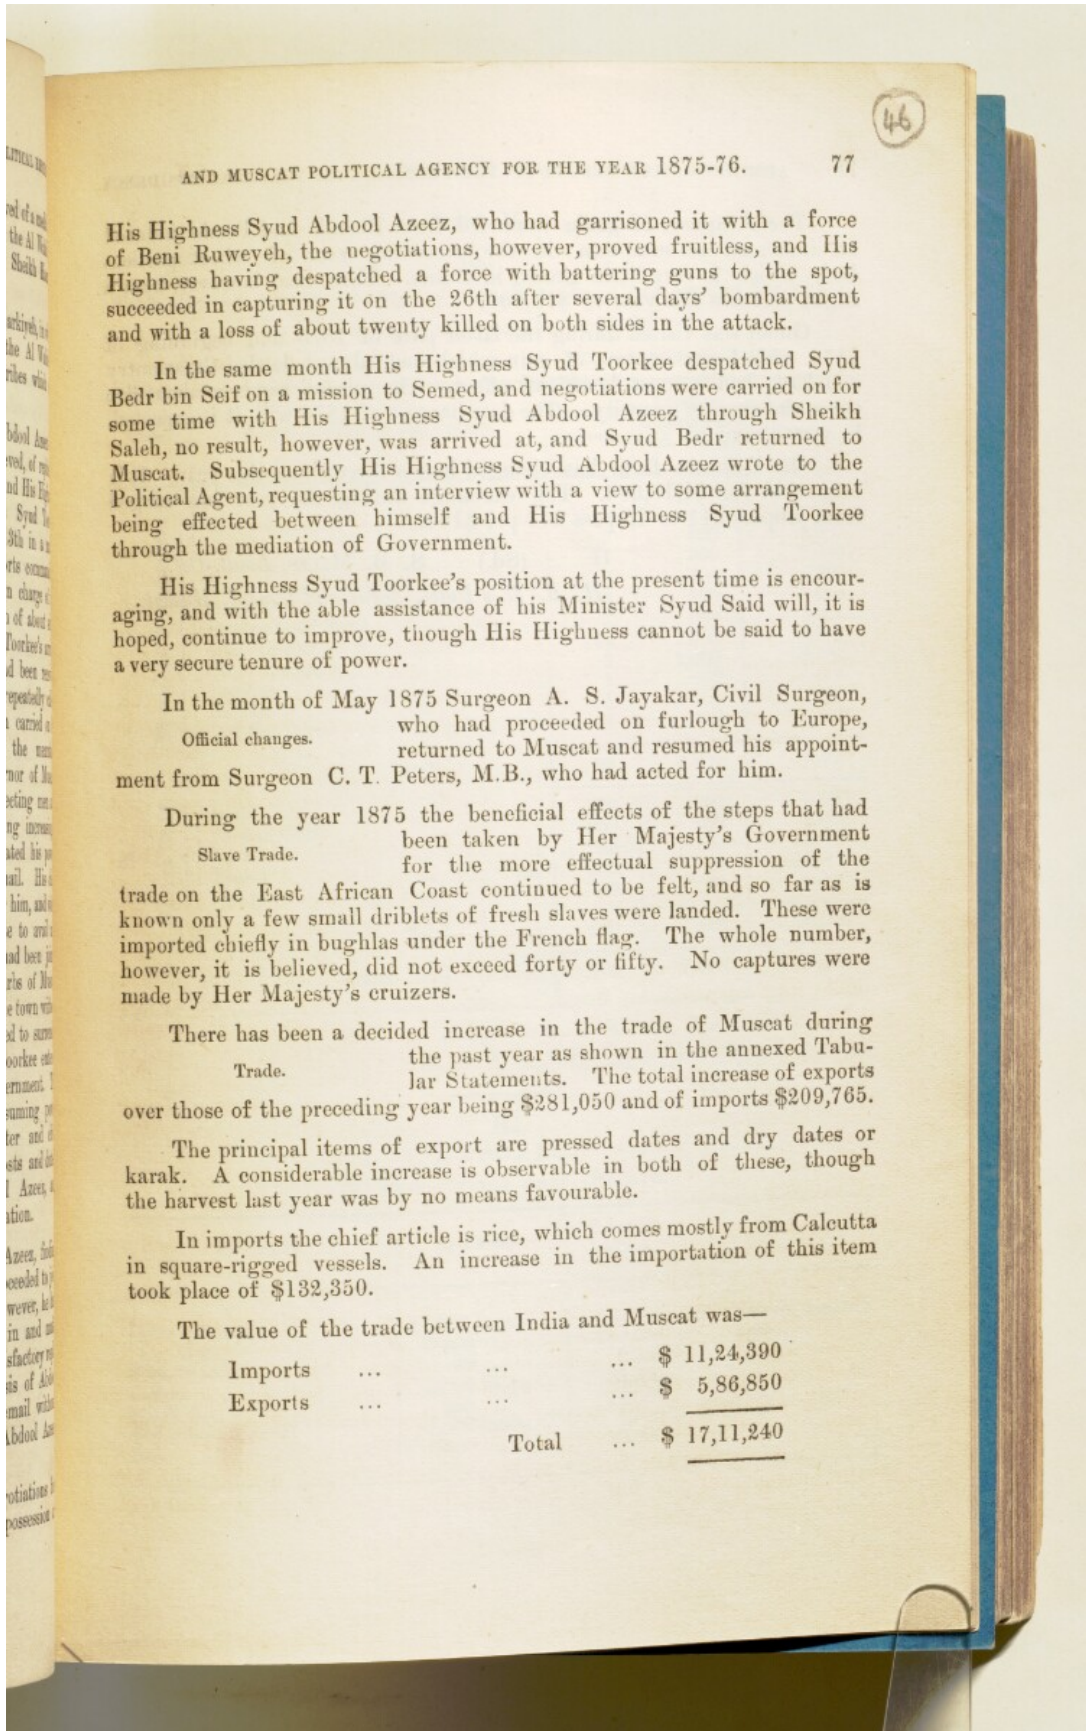 46
AND MUSCAT POLITICAL AGENCY FOR THE YEAR 1875-76. 77
His Highness Syud Abdool Azeez, who had garrisoned it with a force
of Beni Ruweyeh, the negotiations, however, proved fruitless, and His
Highness having despatched a force with battering guns to the spot,
succeeded in capturing it on the 26th after several days' bombardment
and with a loss of about twenty killed on both sides in the attack.
In the same month His Highness Syud Toorkee despatched Syud
Bedr bin Seif on a mission to Semed, and negotiations were carried on for
some time with His Highness Syud Abdool Azeez through Sheikh
Saleh, no result, however, was arrived at, and Syud Bedr returned to
Muscat. Subsequently His Highness Syud Abdool Azeez wrote to the
Political Agent, requesting an interview with a view to some arrangement
being effected between himself and His Highness Syud Toorkee
through the mediation of Government.
His Highness Syud Toorkee's position at the present time is encour-
aging, and with the able assistance of his Minister Syud Said will, it is
hoped, continue to improve, though His Highness cannot be said to have
a very secure tenure of power.
In the month of May 1875 Surgeon A. S. Jayakar, Civil Surgeon,
who had proceeded on furlough to Europe,
Official changes.
returned to Muscat and resumed his appoint-
ment from Surgeon C. T. Peters, M.B., who had acted for him.
During the year 1875 the beneficial effects of the steps that had
been taken by Her Majesty's Government
Slave Trade.
for the more effectual suppression of the
trade on the East African Coast continued to be felt, and so far as is
known only a few small driblets of fresh slaves were landed. These were
imported chiefly in bughlas under the French flag. The whole number,
however, it is believed, did not exceed forty or fifty. No captures were
made by Her Majesty's cruizers.
There has been a decided increase in the trade of Muscat during
the past year as shown in the annexed Tabu-
Trade.
lar Statements. The total increase of exports
over those of the preceding year being $281,050 and of imports $209,765.
The principal items of export are pressed dates and dry dates or
karak. A considerable increase is observable in both of these, though
the harvest last year was by no means favourable.
In imports the chief article is rice, which comes mostly from Calcutta
in square-rigged vessels. An increase in the importation of this item
took place of $132,350.
The value of the trade between India and Muscat was—
Imports ... ... ... $ 11,24,390
Exports ... ... ... $ 5,86,850
Total ... $ 17,11,240